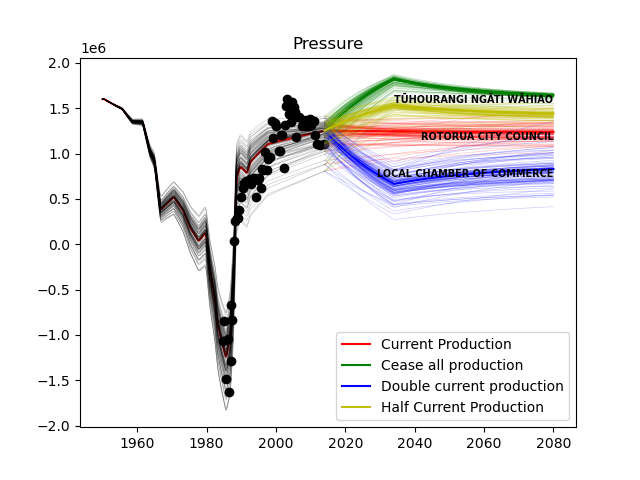 Pressure
1e6
2.0
1.5
1.0
0.5
0.0
−0.5
−1.0
−1.5
−2.0
TŪHOURANGI NGĀTI WĀHIAO
ROTORUA CITY COUNCIL
LOCAL CHAMBER OF COMMERCE
Current Production
Cease all production
Double current production
Half Current Production
1960 1980 2000 2020 2040 2060 2080